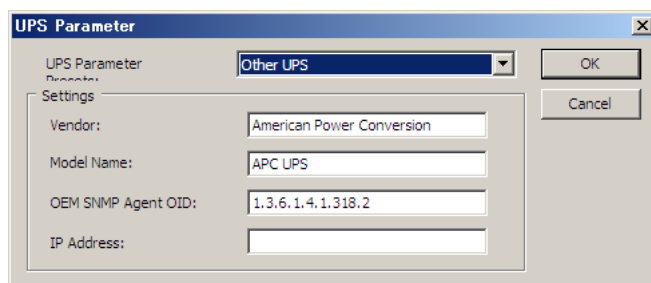 UPS Parameter
UPS Parameter
Other UPS
OK
Settings
Cancel
Vendor:
American Power Conversion
Model Name:
APC UPS
OEM SNMP Agent OID:
1.3.6.1.4.1.318.2
IP Address: